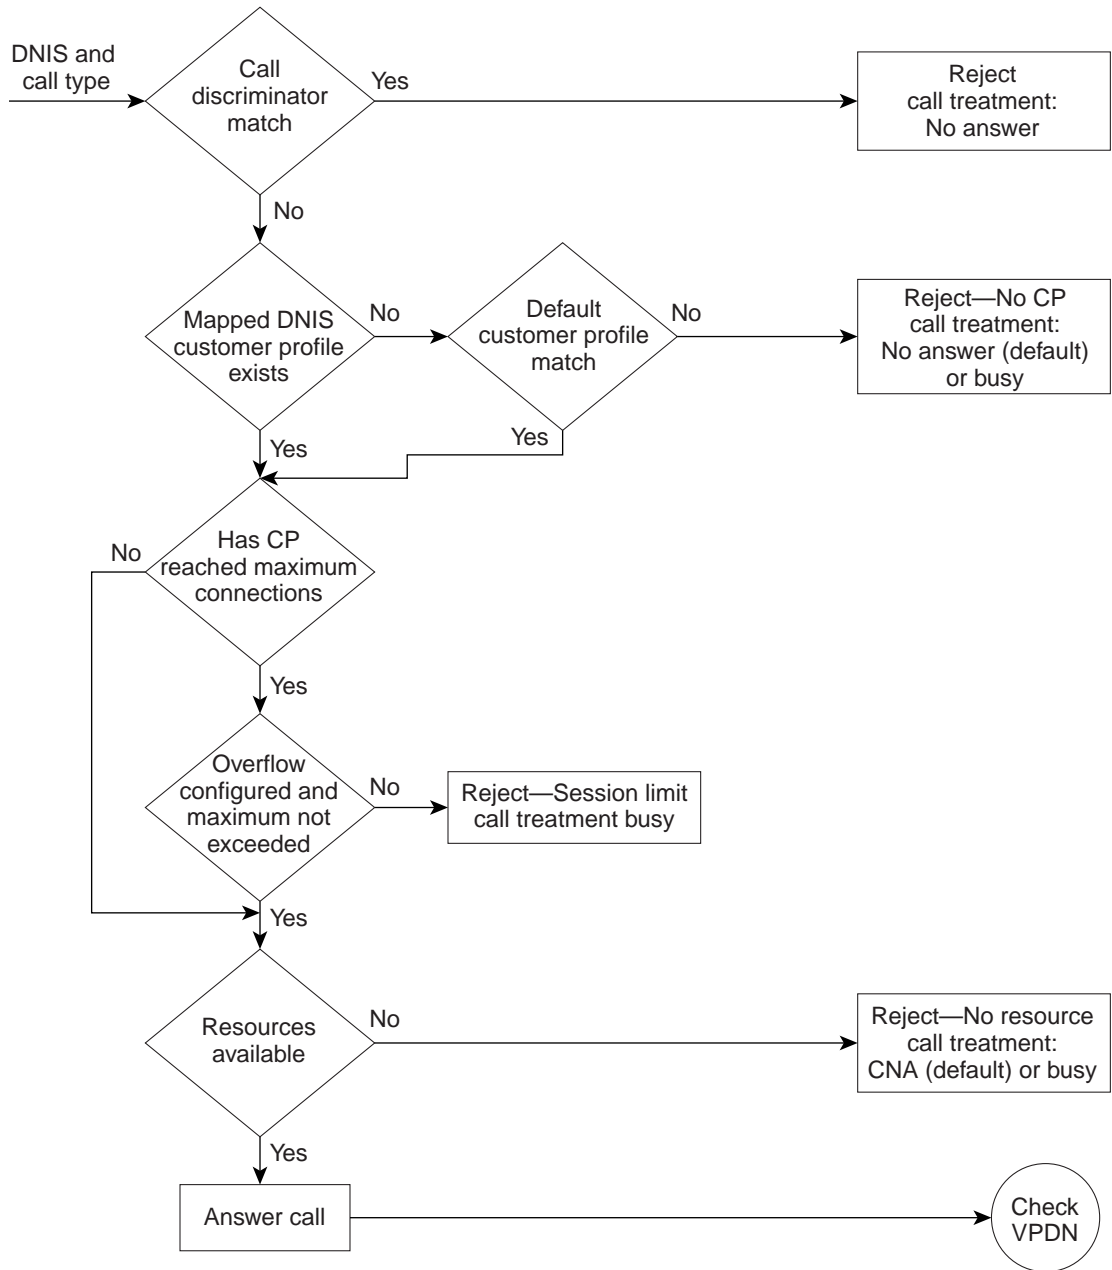 DNIS and
call type
Call
discriminator
match
Yes
Reject
call treatment:
No answer
No
Mapped DNIS
customer profile
exists
No
Default
customer profile
match
No
Reject—No CP
call treatment:
No answer (default)
or busy
Yes
Yes
No
Has CP
reached maximum
connections
Yes
Overflow
configured and
maximum not
exceeded
No
Reject—Session limit
call treatment busy
Yes
Resources
available
No
Reject—No resource
call treatment:
CNA (default) or busy
Yes
Answer call
Check
VPDN